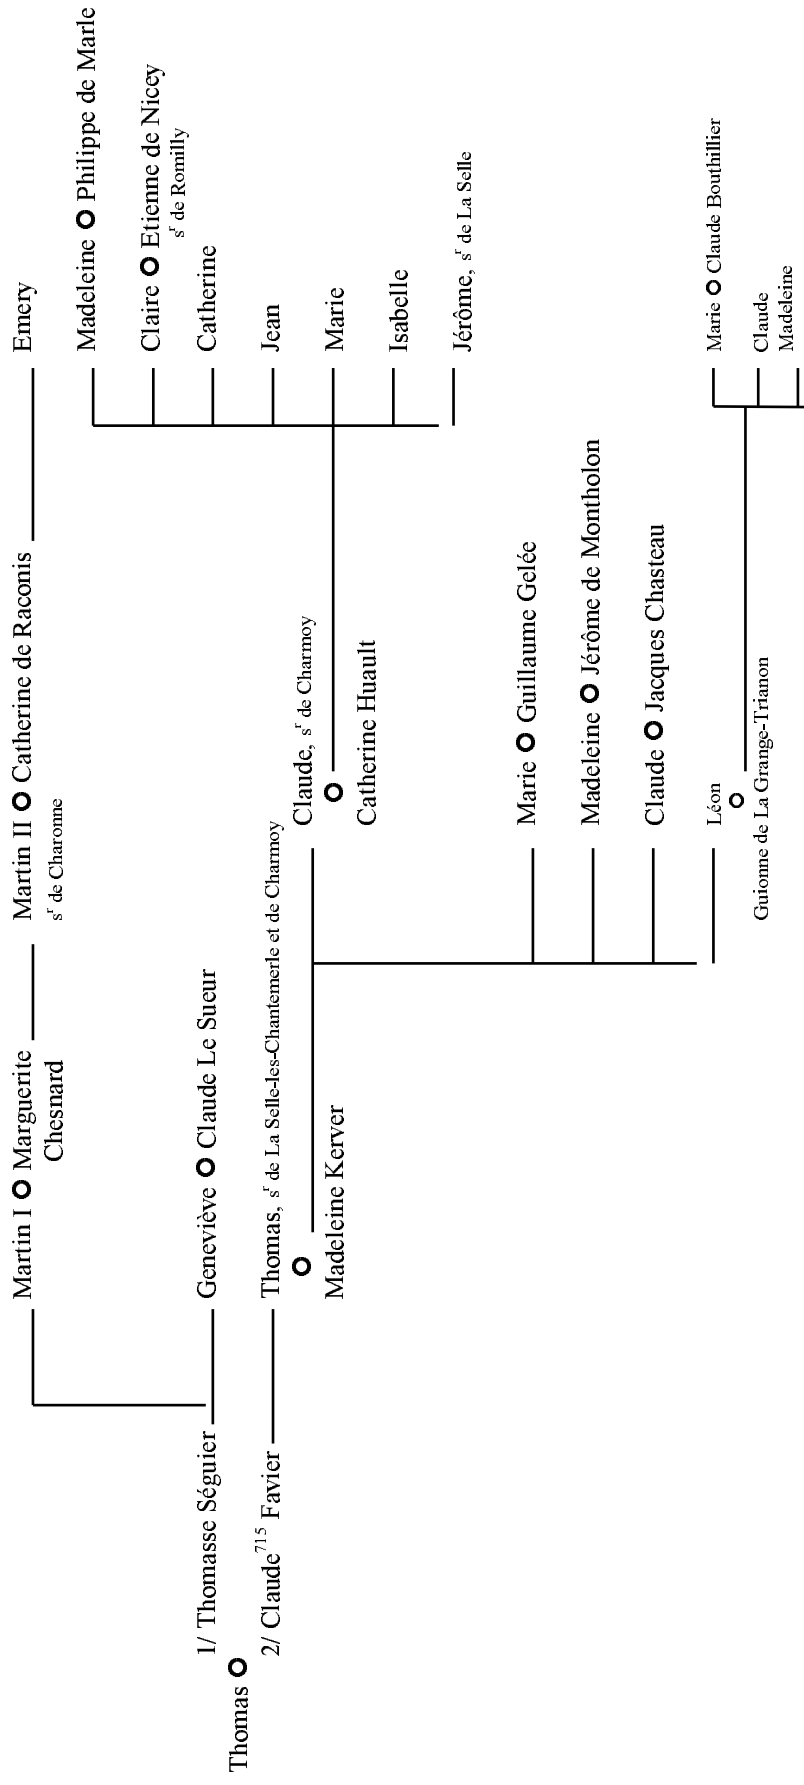 Thomas
1/ Thomasse Séguier
2/ Claude715 Favier
Martin I Marguerite
Chesnard
Geneviève Claude Le Sueur
Thomas, sr de La Selle-les-Chantemerle et de Charmoy
Madeleine Kerver
Martin II Catherine de Raconis
sr de Charonne
Claude, sr de Charmoy
Catherine Huault
Marie Guillaume Gelée
Madeleine Jérôme de Montholon
Claude Jacques Chasteau
Léon
Guionne de La Grange-Trianon
Emery
Madeleine Philippe de Marle
Claire Etienne de Nicey
sr de Romilly
Catherine
Jean
Marie
Isabelle
Jérôme, sr de La Selle
Marie Claude Bouthillier
Claude
Madeleine